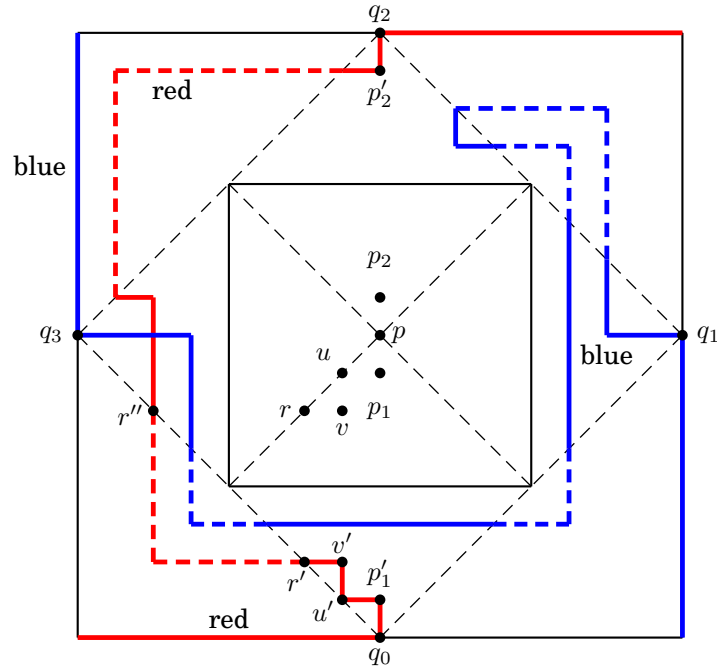 q₂
red
p′₂
blue
p₂
q₃
p
q₁
u
blue
r″
r
v
p₁
v′
r′
p′₁
u′
red
q₀